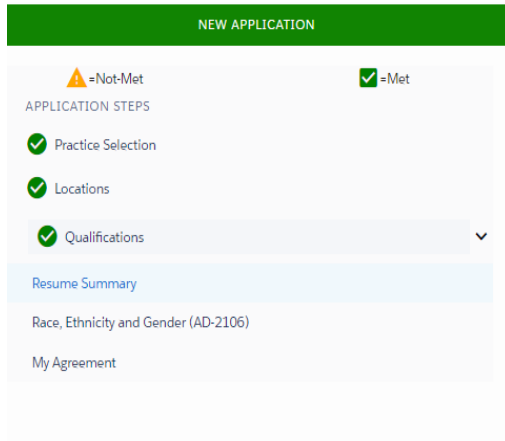 NEW APPLICATION
=Not-Met =Met
APPLICATION STEPS
Practice Selection
Locations
Qualifications
Resume Summary
Race, Ethnicity and Gender (AD-2106)
My Agreement